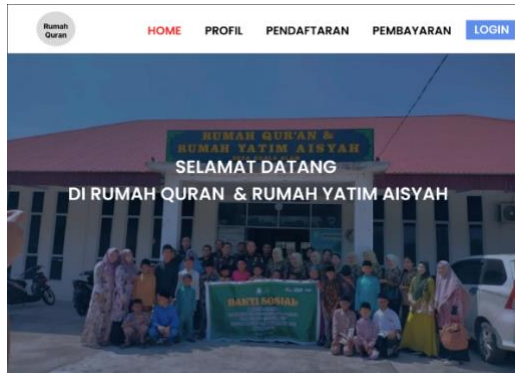 Rumah
Quran
HOME PROFIL PENDAFTARAN PEMBAYARAN LOGIN
RUMAH QUR'AN &
RUMAH YATIM AISYAH
SELAMAT DATANG
DI RUMAH QURAN & RUMAH YATIM AISYAH
BAKTI SOSIAL